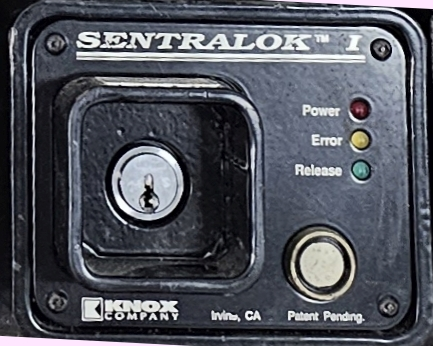 SENTRALOK™ I
Power
Error
Release
KNOX
COMPANY
Irvine, CA
Patent Pending.